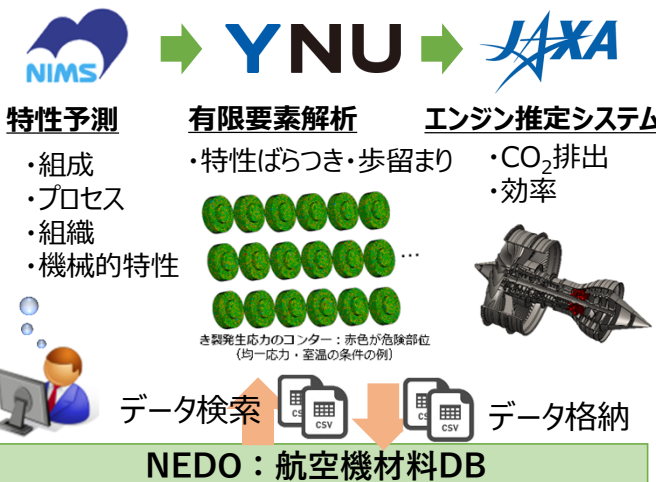 NIMS
YNU
JAXA
特性予測
・組成
・プロセス
・組織
・機械的特性
有限要素解析
・特性ばらつき・歩留まり
…
き裂発生応力のコンター：赤色が危険部位
（均一応力・室温の条件の例）
エンジン推定システム
・CO₂排出
・効率
データ検索
CSV
CSV
CSV
CSV
データ格納
NEDO：航空機材料DB